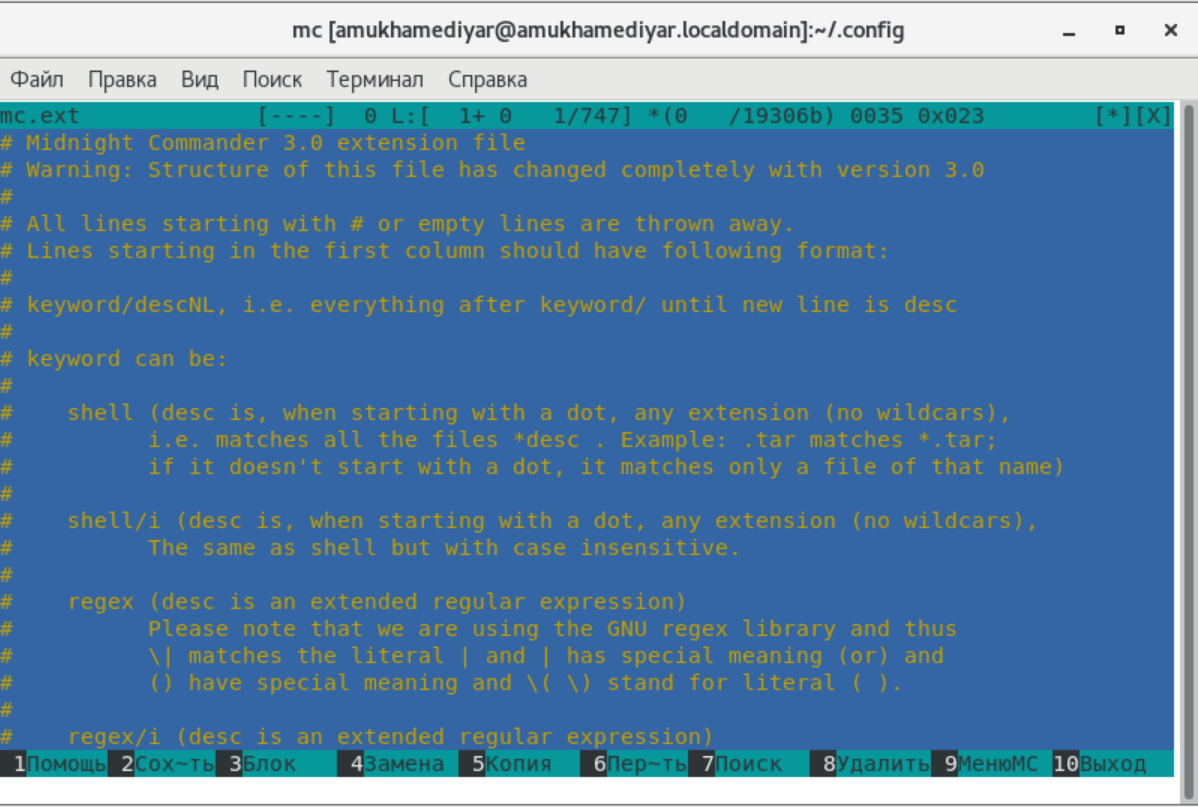 mc [amukhamediyar@amukhamediyar.localdomain]:~/.config
Файл Правка Вид Поиск Терминал Справка
mc.ext [----] 0 L:[ 1+ 0 1/747] *(0 /19306b) 0035 0x023 [*][X]
# Midnight Commander 3.0 extension file
# Warning: Structure of this file has changed completely with version 3.0
#
# All lines starting with # or empty lines are thrown away.
# Lines starting in the first column should have following format:
#
# keyword/descNL, i.e. everything after keyword/ until new line is desc
#
# keyword can be:
#
# shell (desc is, when starting with a dot, any extension (no wildcars),
# i.e. matches all the files *desc . Example: .tar matches *.tar;
# if it doesn't start with a dot, it matches only a file of that name)
#
# shell/i (desc is, when starting with a dot, any extension (no wildcars),
# The same as shell but with case insensitive.
#
# regex (desc is an extended regular expression)
# Please note that we are using the GNU regex library and thus
# \| matches the literal | and | has special meaning (or) and
# () have special meaning and \( \) stand for literal ( ).
#
# regex/i (desc is an extended regular expression)
1Помощь 2Сох~ть 3Блок 4Замена 5Копия 6Пер~ть 7Поиск 8Удалить 9МенюМС 10Выход